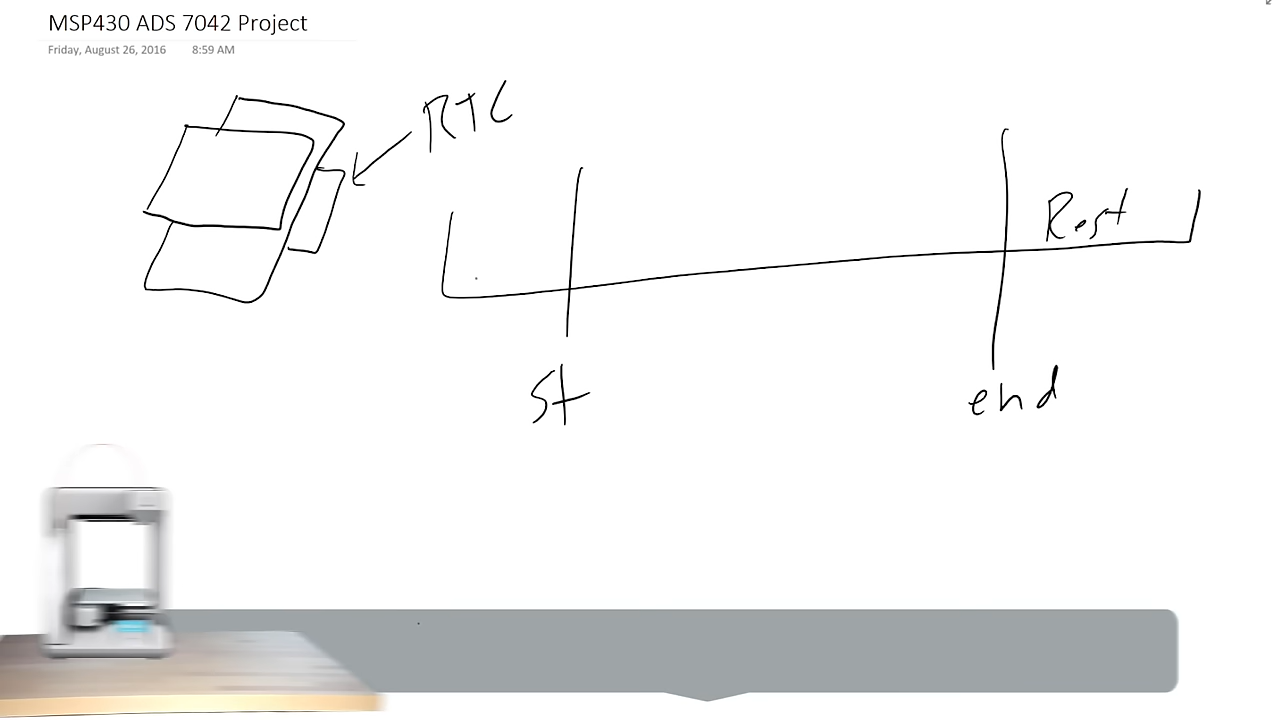 MSP430 ADS 7042 Project
Friday, August 26, 2016 8:59 AM
RTC
Rest
St
end